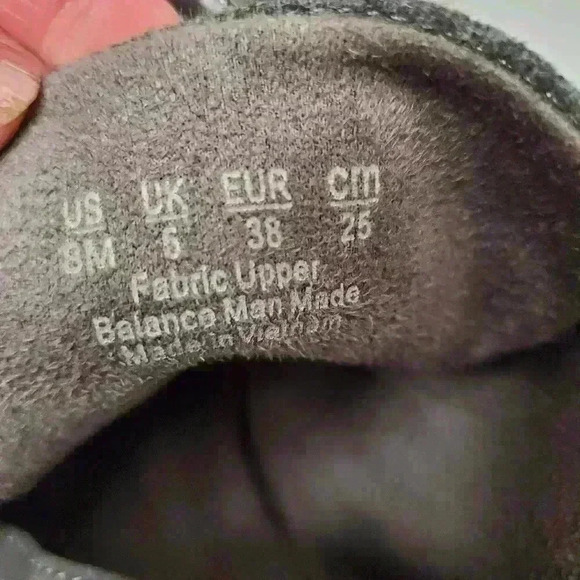 US UK EUR cm
8M 6 38 25
Fabric Upper
Balance Man Made
Made in Vietnam